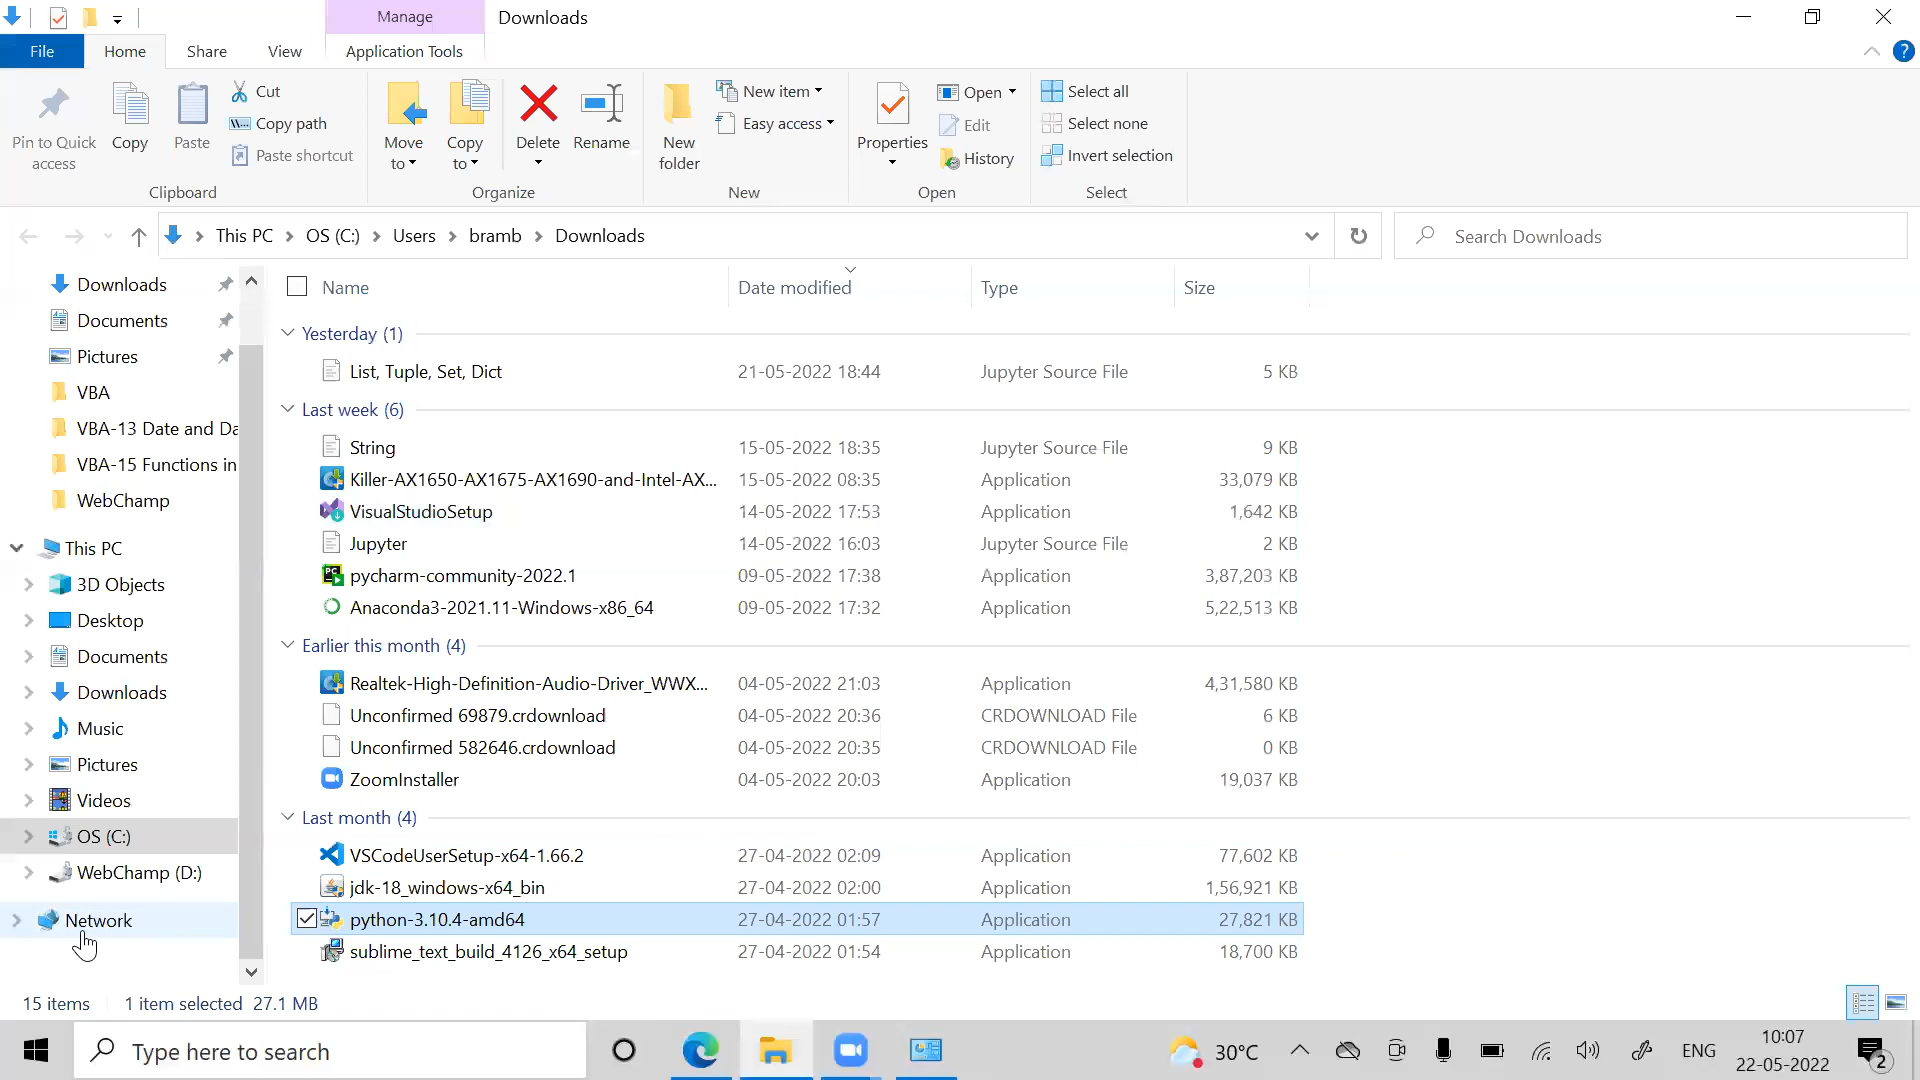 Manage
Downloads
File
Home
Share
View
Application Tools
Pin to Quick access
Copy
Paste
Cut
Copy path
Paste shortcut
Clipboard
Move to
Copy to
Delete
Rename
Organize
New folder
New item
Easy access
New
Properties
Open
Edit
History
Open
Select all
Select none
Invert selection
Select
This PC
OS (C:)
Users
bramb
Downloads
Search Downloads
Downloads
Documents
Pictures
VBA
VBA-13 Date and Da
VBA-15 Functions in
WebChamp
This PC
3D Objects
Desktop
Documents
Downloads
Music
Pictures
Videos
OS (C:)
WebChamp (D:)
Network
Name Date modified Type Size
Yesterday (1)
List, Tuple, Set, Dict 21-05-2022 18:44 Jupyter Source File 5 KB
Last week (6)
String 15-05-2022 18:35 Jupyter Source File 9 KB
Killer-AX1650-AX1675-AX1690-and-Intel-AX... 15-05-2022 08:35 Application 33,079 KB
VisualStudioSetup 14-05-2022 17:53 Application 1,642 KB
Jupyter 14-05-2022 16:03 Jupyter Source File 2 KB
pycharm-community-2022.1 09-05-2022 17:38 Application 3,87,203 KB
Anaconda3-2021.11-Windows-x86_64 09-05-2022 17:32 Application 5,22,513 KB
Earlier this month (4)
Realtek-High-Definition-Audio-Driver_WWX... 04-05-2022 21:03 Application 4,31,580 KB
Unconfirmed 69879.crdownload 04-05-2022 20:36 CRDOWNLOAD File 6 KB
Unconfirmed 582646.crdownload 04-05-2022 20:35 CRDOWNLOAD File 0 KB
ZoomInstaller 04-05-2022 20:03 Application 19,037 KB
Last month (4)
VSCodeUserSetup-x64-1.66.2 27-04-2022 02:09 Application 77,602 KB
jdk-18_windows-x64_bin 27-04-2022 02:00 Application 1,56,921 KB
python-3.10.4-amd64 27-04-2022 01:57 Application 27,821 KB
sublime_text_build_4126_x64_setup 27-04-2022 01:54 Application 18,700 KB
15 items 1 item selected 27.1 MB
Type here to search
30°C
ENG
10:07
22-05-2022
2